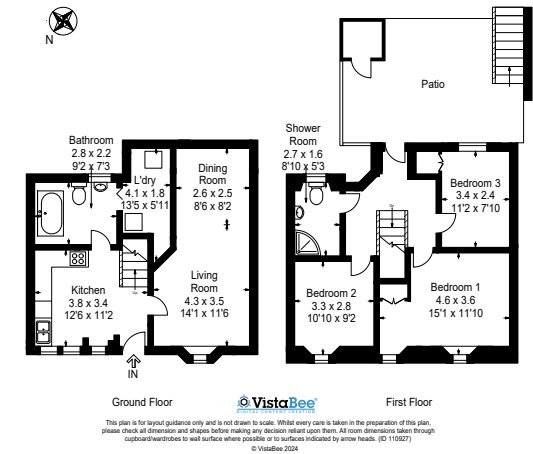 N
Patio
Bathroom
2.8 x 2.2
9'2 x 7'3
L'dry
4.1 x 1.8
13'5 x 5'11
Dining
Room
2.6 x 2.5
8'6 x 8'2
Shower
Room
2.7 x 1.6
8'10 x 5'3
Bedroom 3
3.4 x 2.4
11'2 x 7'10
Kitchen
3.8 x 3.4
12'6 x 11'2
Living
Room
4.3 x 3.5
14'1 x 11'6
Bedroom 2
3.3 x 2.8
10'10 x 9'2
Bedroom 1
4.6 x 3.6
15'1 x 11'10
IN
Ground Floor
VistaBee
DIGITAL CONTENT CREATION
First Floor
This plan is for layout guidance only and is not drawn to scale. Whilst every care is taken in the preparation of this plan,
please check all dimension and shapes before making any decision reliant upon them. All room dimensions taken through
cupboard/wardrobes to wall surface where possible or to surfaces indicated by arrow heads. (ID 110927)
© VistaBee 2024